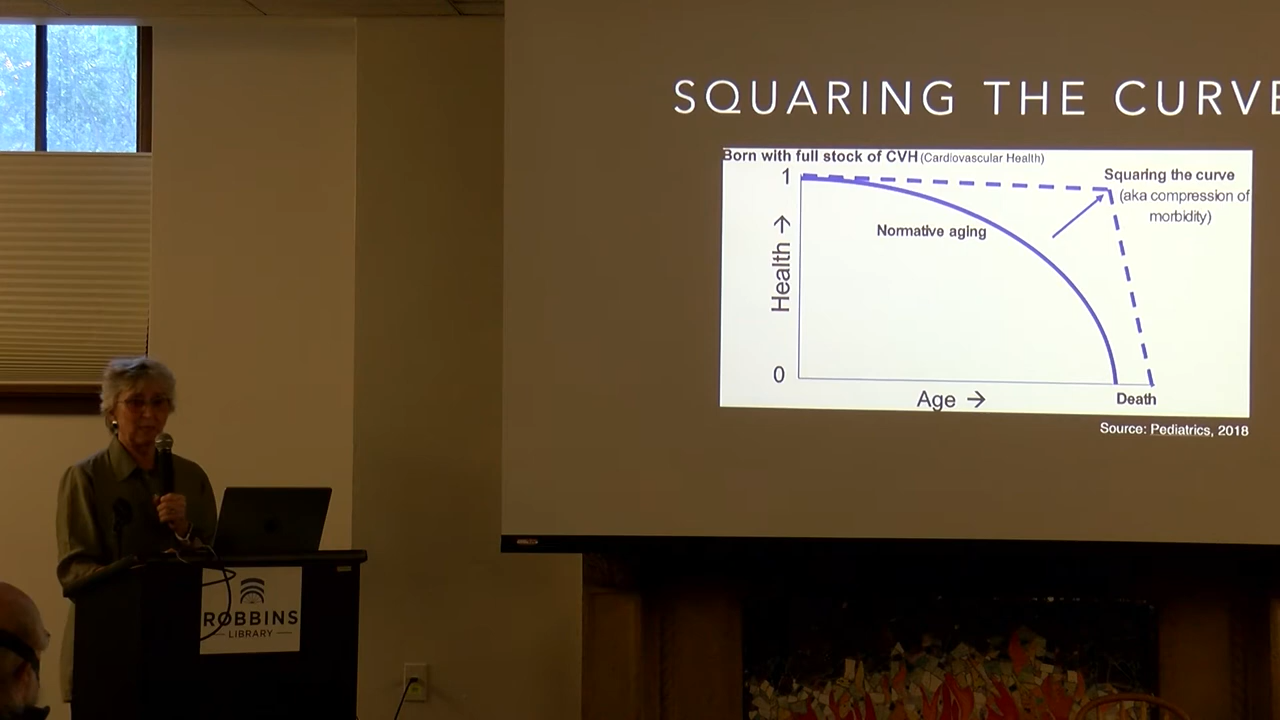 SQUARING THE CURVE
Born with full stock of CVH (Cardiovascular Health)
1
Squaring the curve
(aka compression of
morbidity)
Normative aging
Health →
0
Age →
Death
Source: Pediatrics, 2018
ROBBINS
LIBRARY